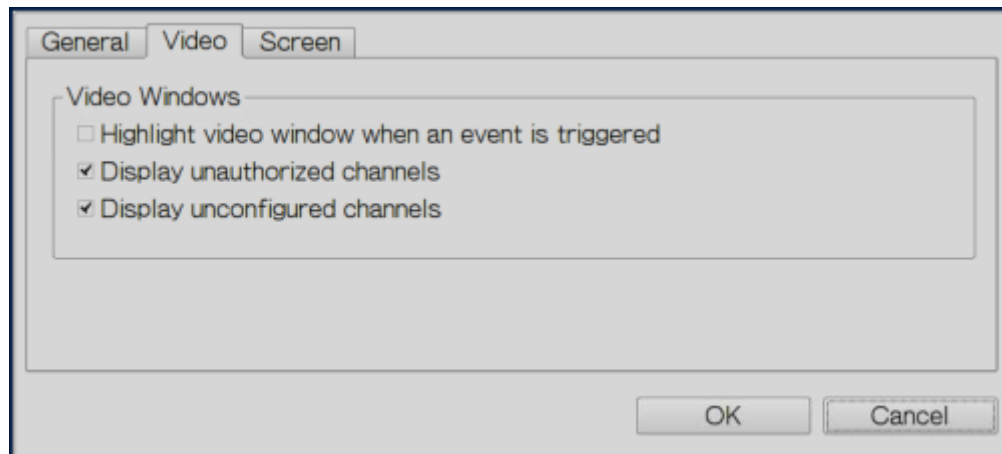 General Video Screen
Video Windows
Highlight video window when an event is triggered
Display unauthorized channels
Display unconfigured channels
OK Cancel